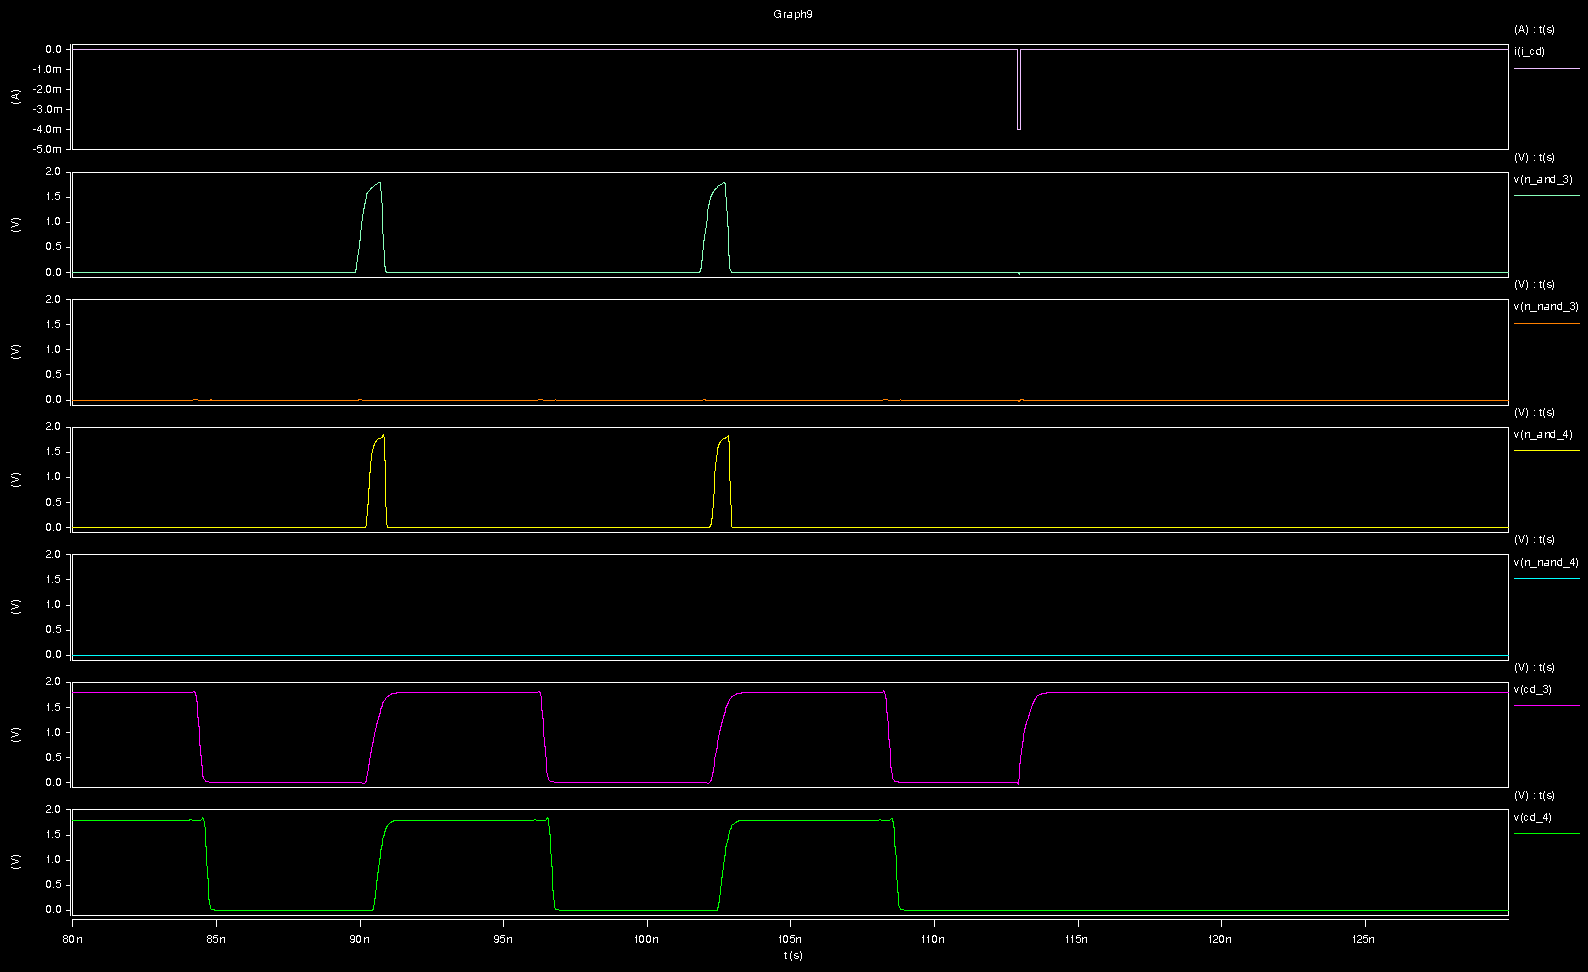 Graph9
(A) : t(s)
i(i_cd)
0.0
-1.0m
-2.0m
-3.0m
-4.0m
-5.0m
(A)
(V) : t(s)
v(n_and_3)
2.0
1.5
1.0
0.5
0.0
(V)
(V) : t(s)
v(n_nand_3)
2.0
1.5
1.0
0.5
0.0
(V)
(V) : t(s)
v(n_and_4)
2.0
1.5
1.0
0.5
0.0
(V)
(V) : t(s)
v(n_nand_4)
2.0
1.5
1.0
0.5
0.0
(V)
(V) : t(s)
v(cd_3)
2.0
1.5
1.0
0.5
0.0
(V)
(V) : t(s)
v(cd_4)
2.0
1.5
1.0
0.5
0.0
(V)
80n 85n 90n 95n 100n 105n 110n 115n 120n 125n
t(s)